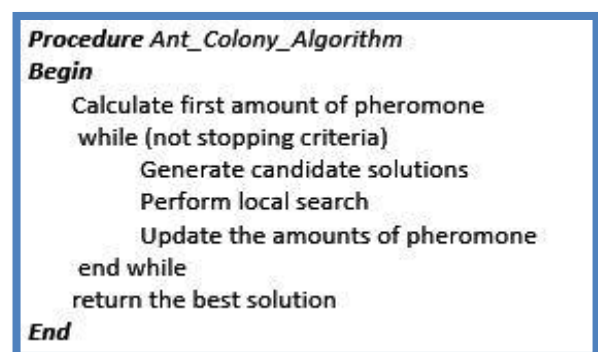 Procedure Ant_Colony_Algorithm
Begin
Calculate first amount of pheromone
while (not stopping criteria)
Generate candidate solutions
Perform local search
Update the amounts of pheromone
end while
return the best solution
End